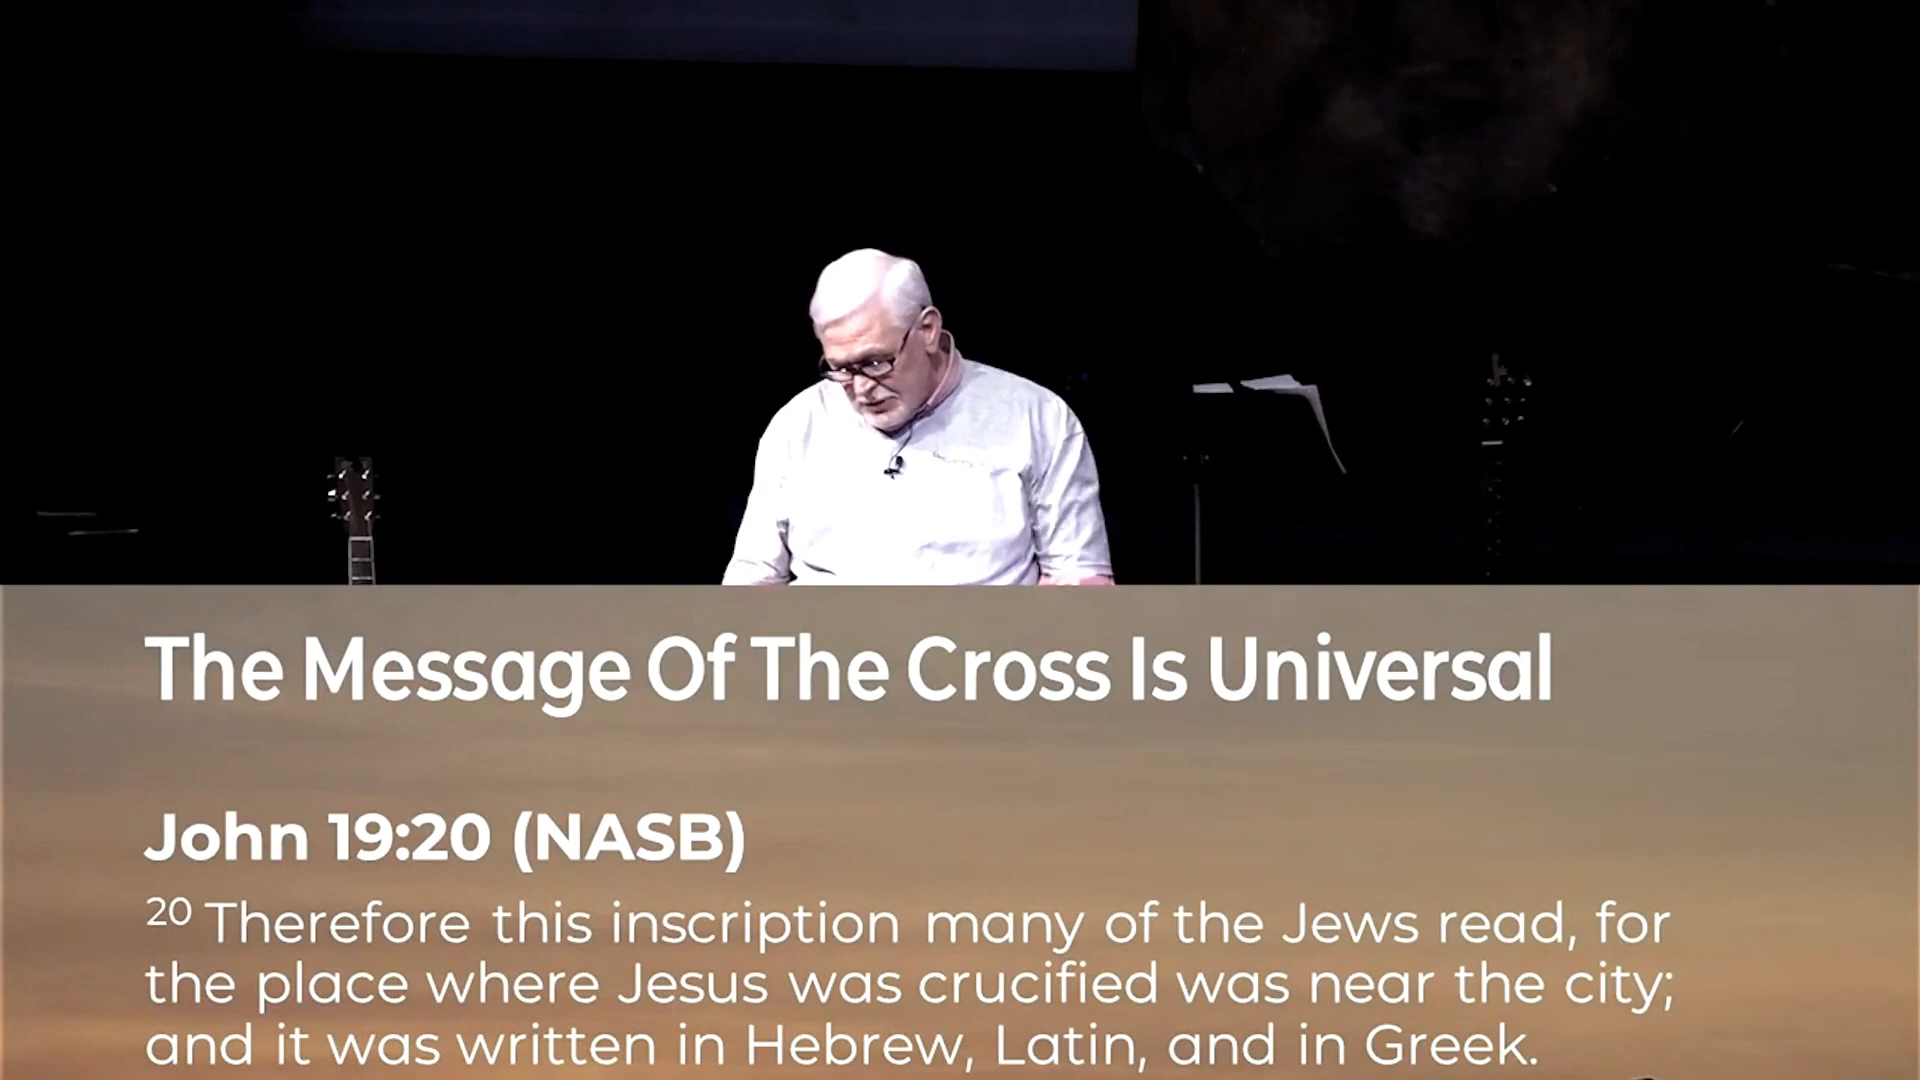 The Message Of The Cross Is Universal
John 19:20 (NASB)
20 Therefore this inscription many of the Jews read, for
the place where Jesus was crucified was near the city;
and it was written in Hebrew, Latin, and in Greek.